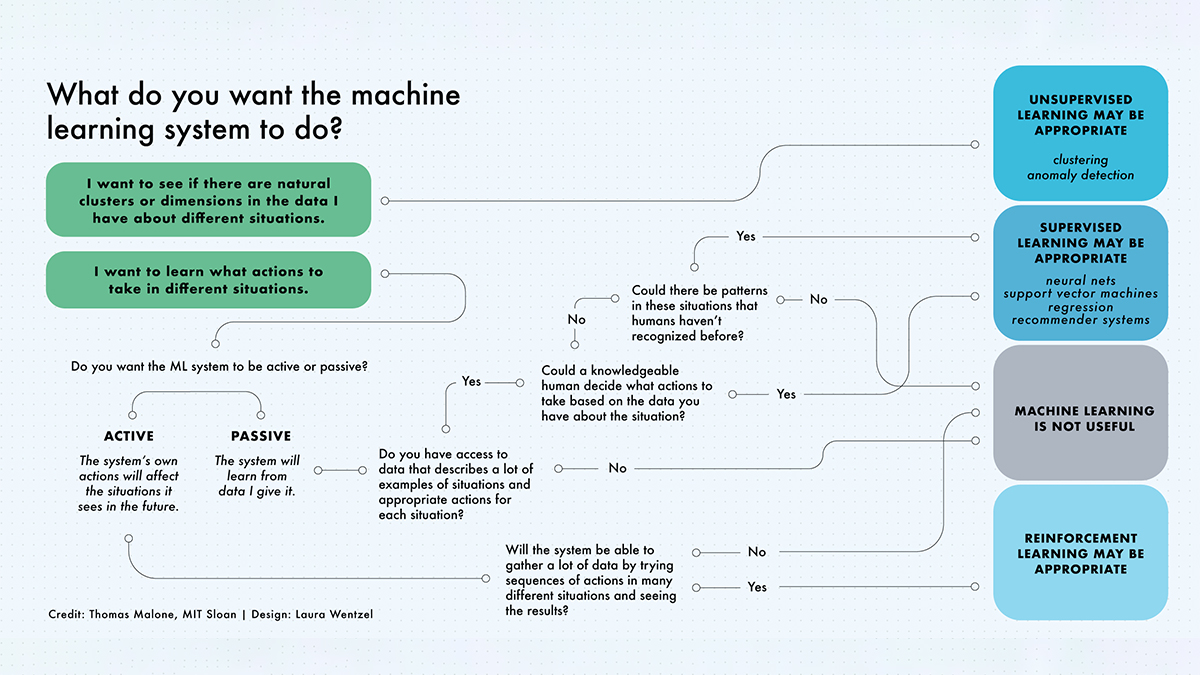 What do you want the machine
learning system to do?
I want to see if there are natural
clusters or dimensions in the data I
have about different situations.
I want to learn what actions to
take in different situations.
Do you want the ML system to be active or passive?
ACTIVE
The system’s own
actions will affect
the situations it
sees in the future.
PASSIVE
The system will
learn from
data I give it.
Do you have access to
data that describes a lot of
examples of situations and
appropriate actions for
each situation?
Yes
No
Could a knowledgeable
human decide what actions to
take based on the data you
have about the situation?
No
Yes
Could there be patterns
in these situations that
humans haven’t
recognized before?
Yes
No
Will the system be able to
gather a lot of data by trying
sequences of actions in many
different situations and seeing
the results?
No
Yes
UNSUPERVISED
LEARNING MAY BE
APPROPRIATE
clustering
anomaly detection
SUPERVISED
LEARNING MAY BE
APPROPRIATE
neural nets
support vector machines
regression
recommender systems
MACHINE LEARNING
IS NOT USEFUL
REINFORCEMENT
LEARNING MAY BE
APPROPRIATE
Credit: Thomas Malone, MIT Sloan | Design: Laura Wentzel